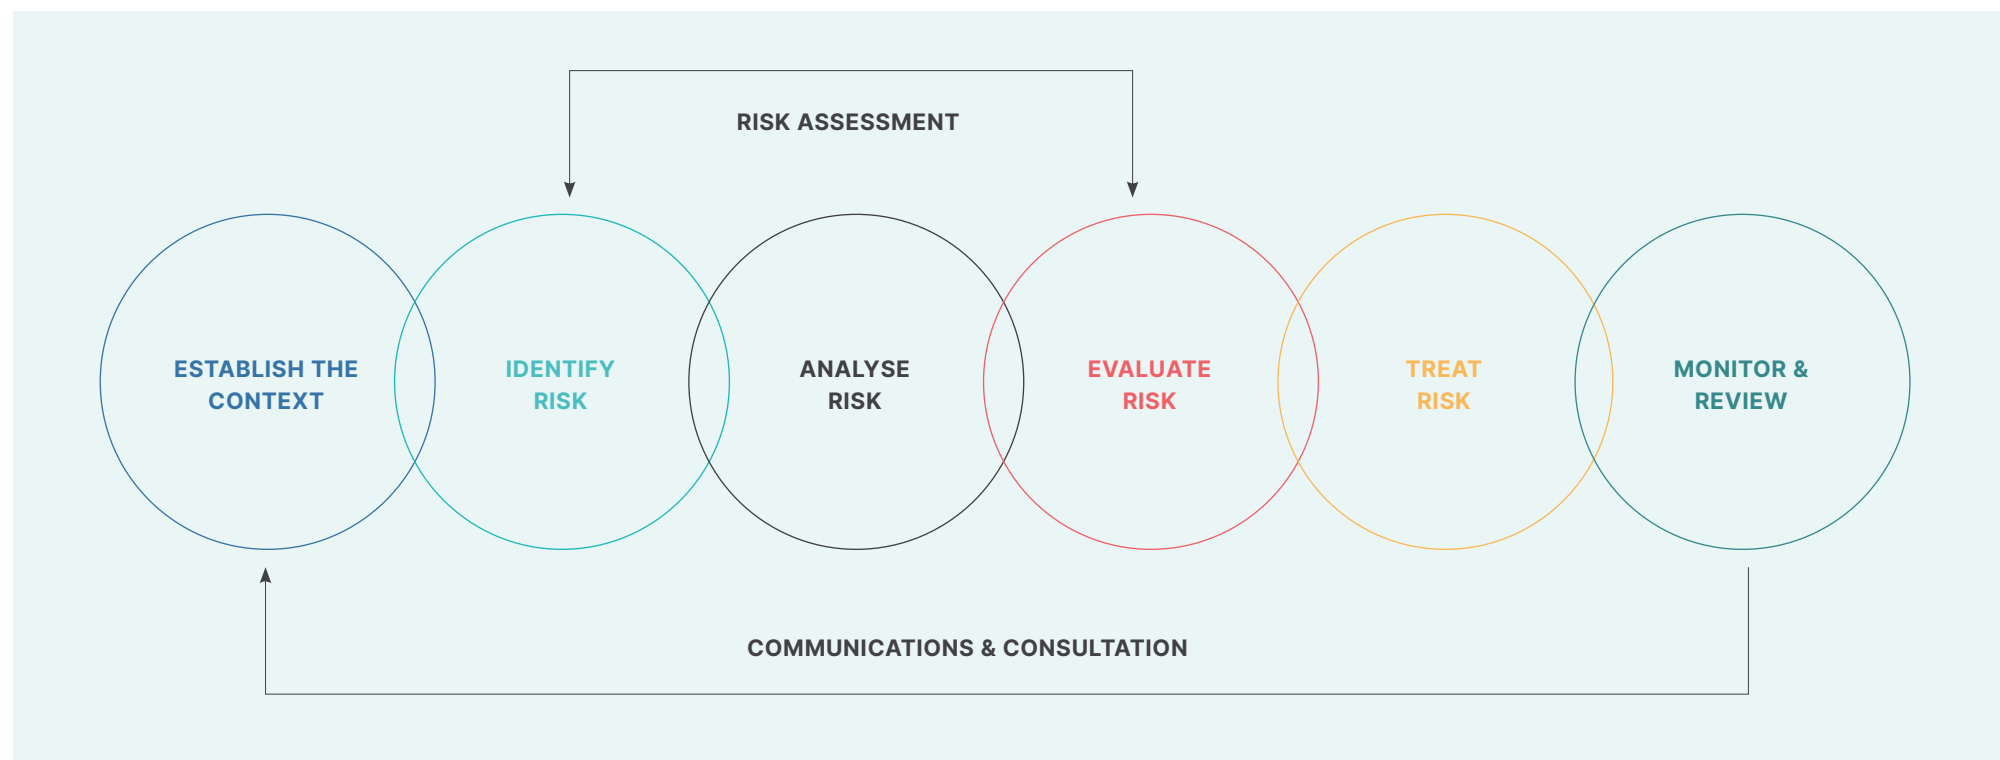 RISK ASSESSMENT
ESTABLISH THE
CONTEXT
IDENTIFY
RISK
ANALYSE
RISK
EVALUATE
RISK
TREAT
RISK
MONITOR &
REVIEW
COMMUNICATIONS & CONSULTATION